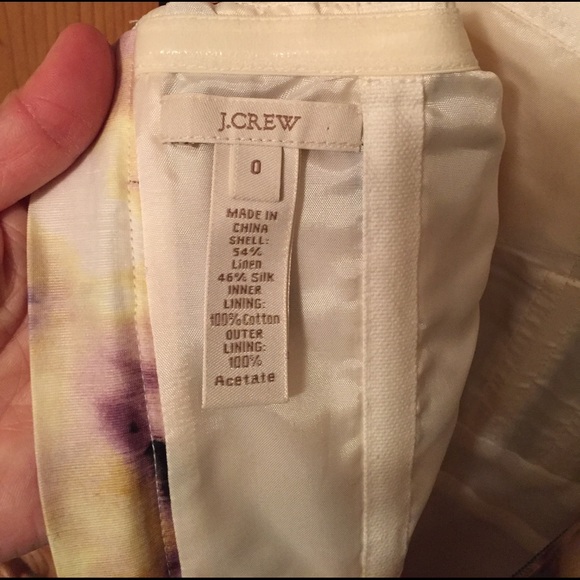 J.CREW
0
MADE IN
CHINA
SHELL:
54%
Linen
46% Silk
INNER
LINING:
100%Cotton
OUTER
LINING:
100%
Acetate